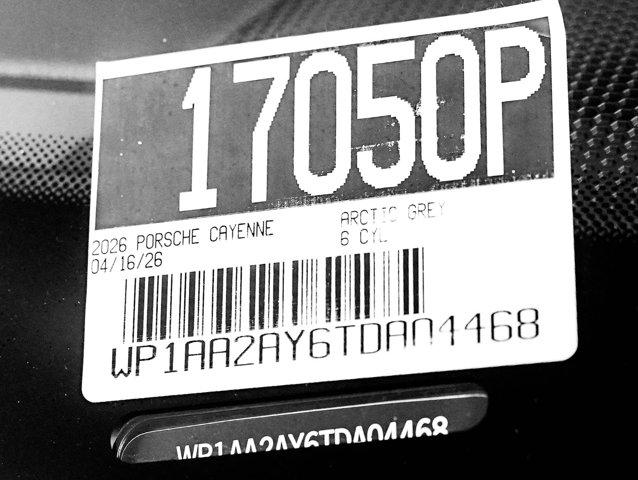 17050P
2026 PORSCHE CAYENNE
ARCTIC GREY
04/16/26
6 CYL
WP1AA2AY6TDA04468
WP1AA2AY6TDA04468